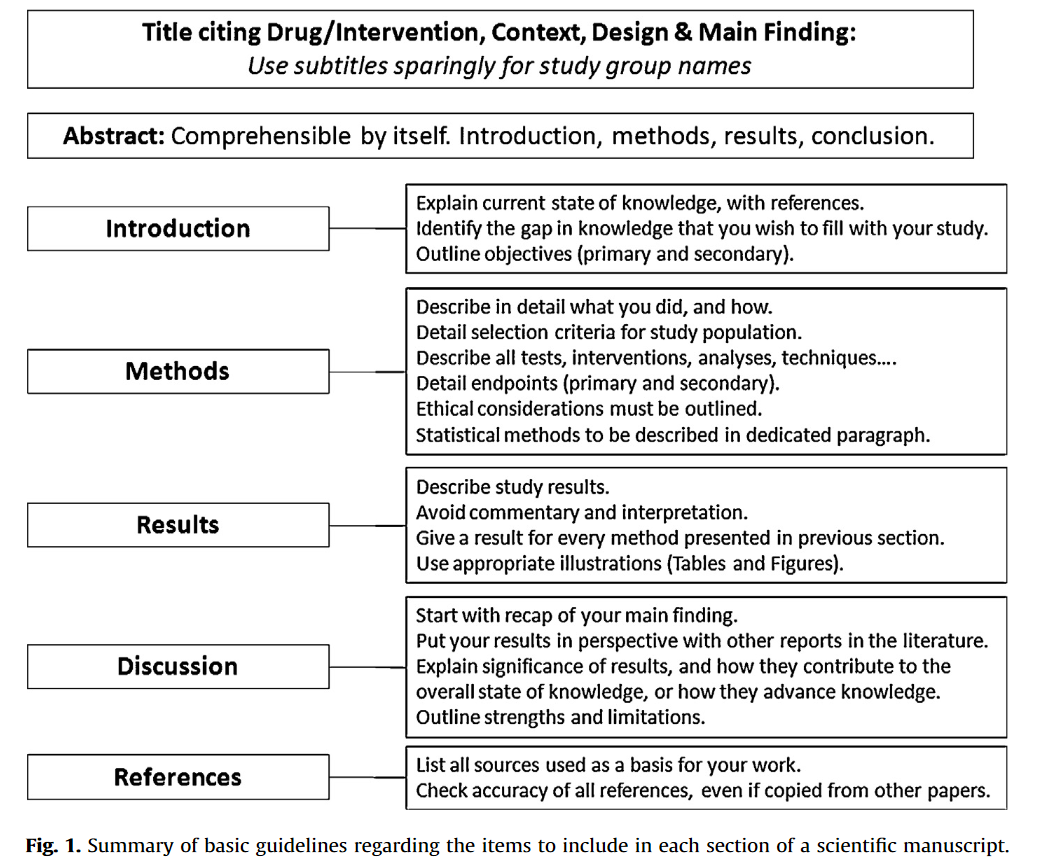 Title citing Drug/Intervention, Context, Design & Main Finding:
Use subtitles sparingly for study group names
Abstract: Comprehensible by itself. Introduction, methods, results, conclusion.
Introduction
Explain current state of knowledge, with references.
Identify the gap in knowledge that you wish to fill with your study.
Outline objectives (primary and secondary).
Methods
Describe in detail what you did, and how.
Detail selection criteria for study population.
Describe all tests, interventions, analyses, techniques....
Detail endpoints (primary and secondary).
Ethical considerations must be outlined.
Statistical methods to be described in dedicated paragraph.
Results
Describe study results.
Avoid commentary and interpretation.
Give a result for every method presented in previous section.
Use appropriate illustrations (Tables and Figures).
Discussion
Start with recap of your main finding.
Put your results in perspective with other reports in the literature.
Explain significance of results, and how they contribute to the
overall state of knowledge, or how they advance knowledge.
Outline strengths and limitations.
References
List all sources used as a basis for your work.
Check accuracy of all references, even if copied from other papers.
Fig. 1. Summary of basic guidelines regarding the items to include in each section of a scientific manuscript.